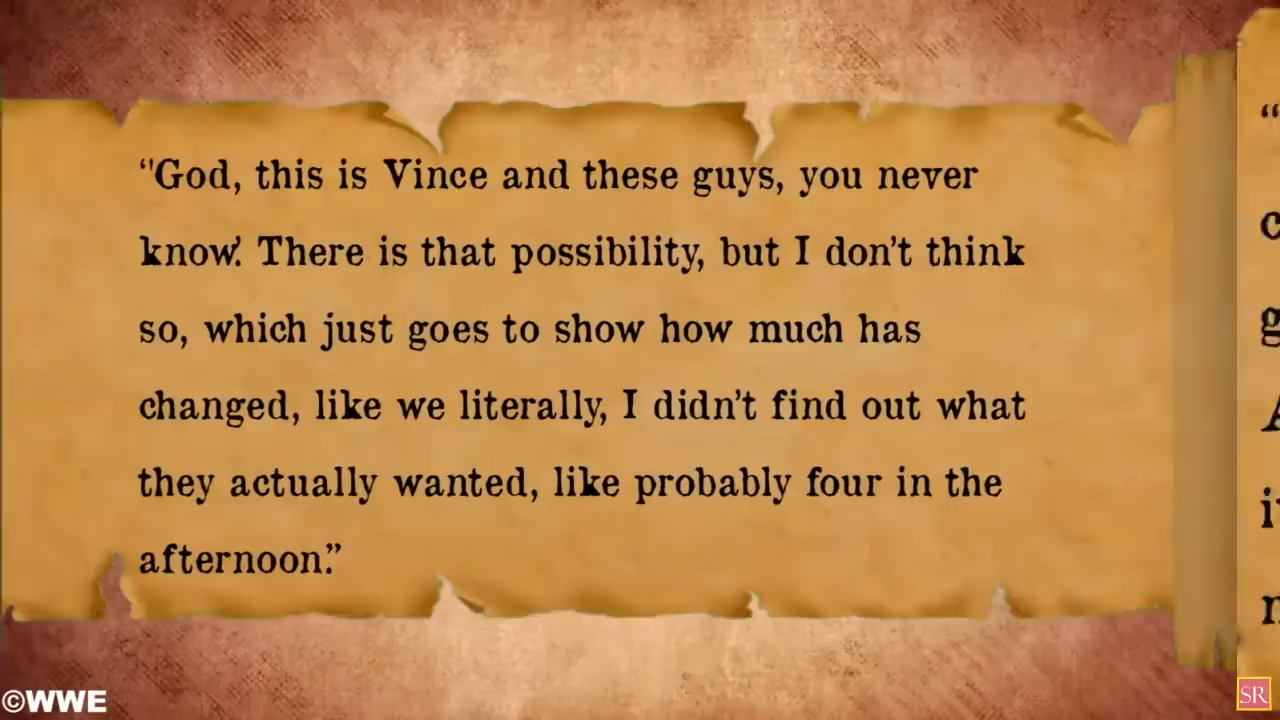 “God, this is Vince and these guys, you never
know.' There is that possibility, but I don't think
so, which just goes to show how much has
changed, like we literally, I didn't find out what
they actually wanted, like probably four in the
afternoon.”
“
c
g
i
©WWE
SR